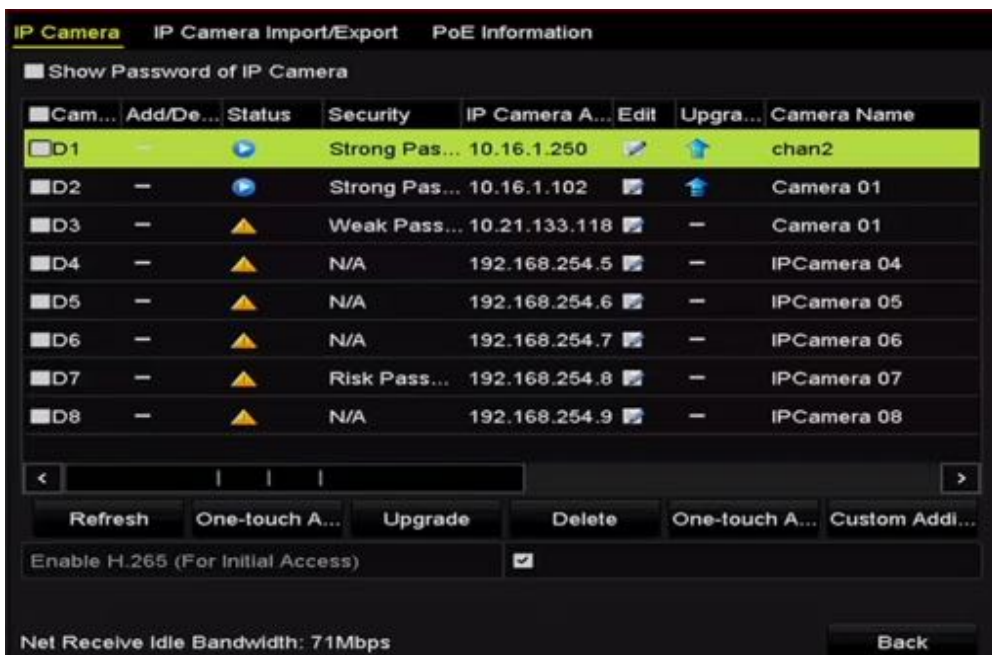 IP Camera IP Camera Import/Export PoE Information
Show Password of IP Camera
Cam... Add/De... Status Security IP Camera A... Edit Upgra... Camera Name
D1 — Strong Pas... 10.16.1.250 chan2
D2 — Strong Pas... 10.16.1.102 Camera 01
D3 — Weak Pass... 10.21.133.118 — Camera 01
D4 — N/A 192.168.254.5 — IPCamera 04
D5 — N/A 192.168.254.6 — IPCamera 05
D6 — N/A 192.168.254.7 — IPCamera 06
D7 — Risk Pass... 192.168.254.8 — IPCamera 07
D8 — N/A 192.168.254.9 — IPCamera 08
< >
Refresh One-touch A... Upgrade Delete One-touch A... Custom Addi...
Enable H.265 (For Initial Access)
Net Receive Idle Bandwidth: 71Mbps Back